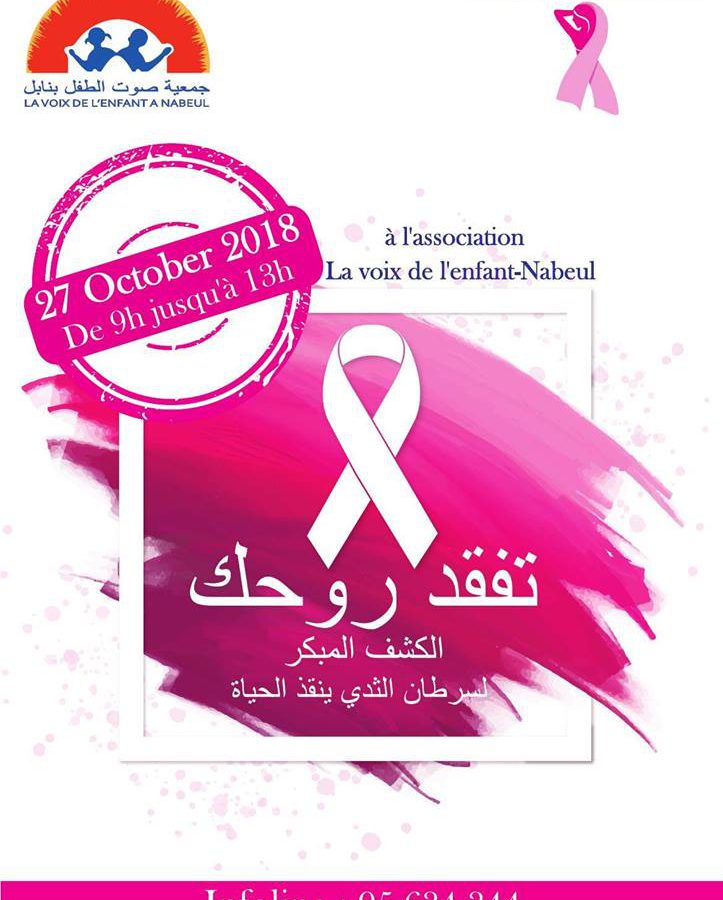 جمعية صوت الطفل بنابل
LA VOIX DE L'ENFANT A NABEUL
27 October 2018
De 9h jusqu'à 13h
à l'association
La voix de l'enfant-Nabeul
تفقد روحك
الكشف المبكر
لسرطان الثدي ينقذ الحياة